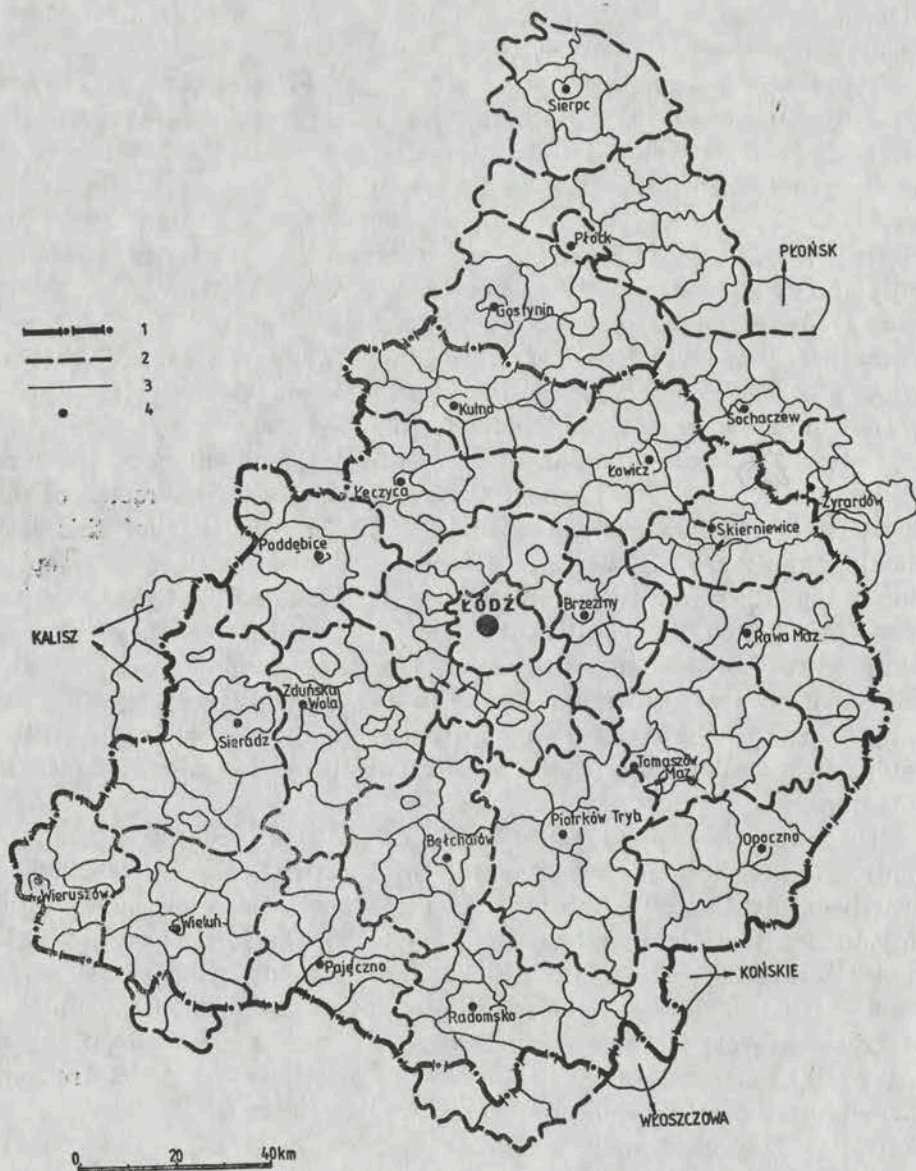 Sierpc
Płock
PŁOŃSK
Gostynin
1
2
3
4
Kutno
Sochaczew
Łowicz
Łęczyca
Żyrardów
Skierniewice
Poddębice
ŁÓDŹ
Brzeziny
KALISZ
Rawa Maz.
Zduńska
Wola
Sieradz
Tomaszów
Maz.
Piotrków Tryb.
Opoczno
Bełchatów
Wieruszów
Wieluń
Pajęczno
KOŃSKIE
Radomsko
WŁOSZCZOWA
0 20 40km